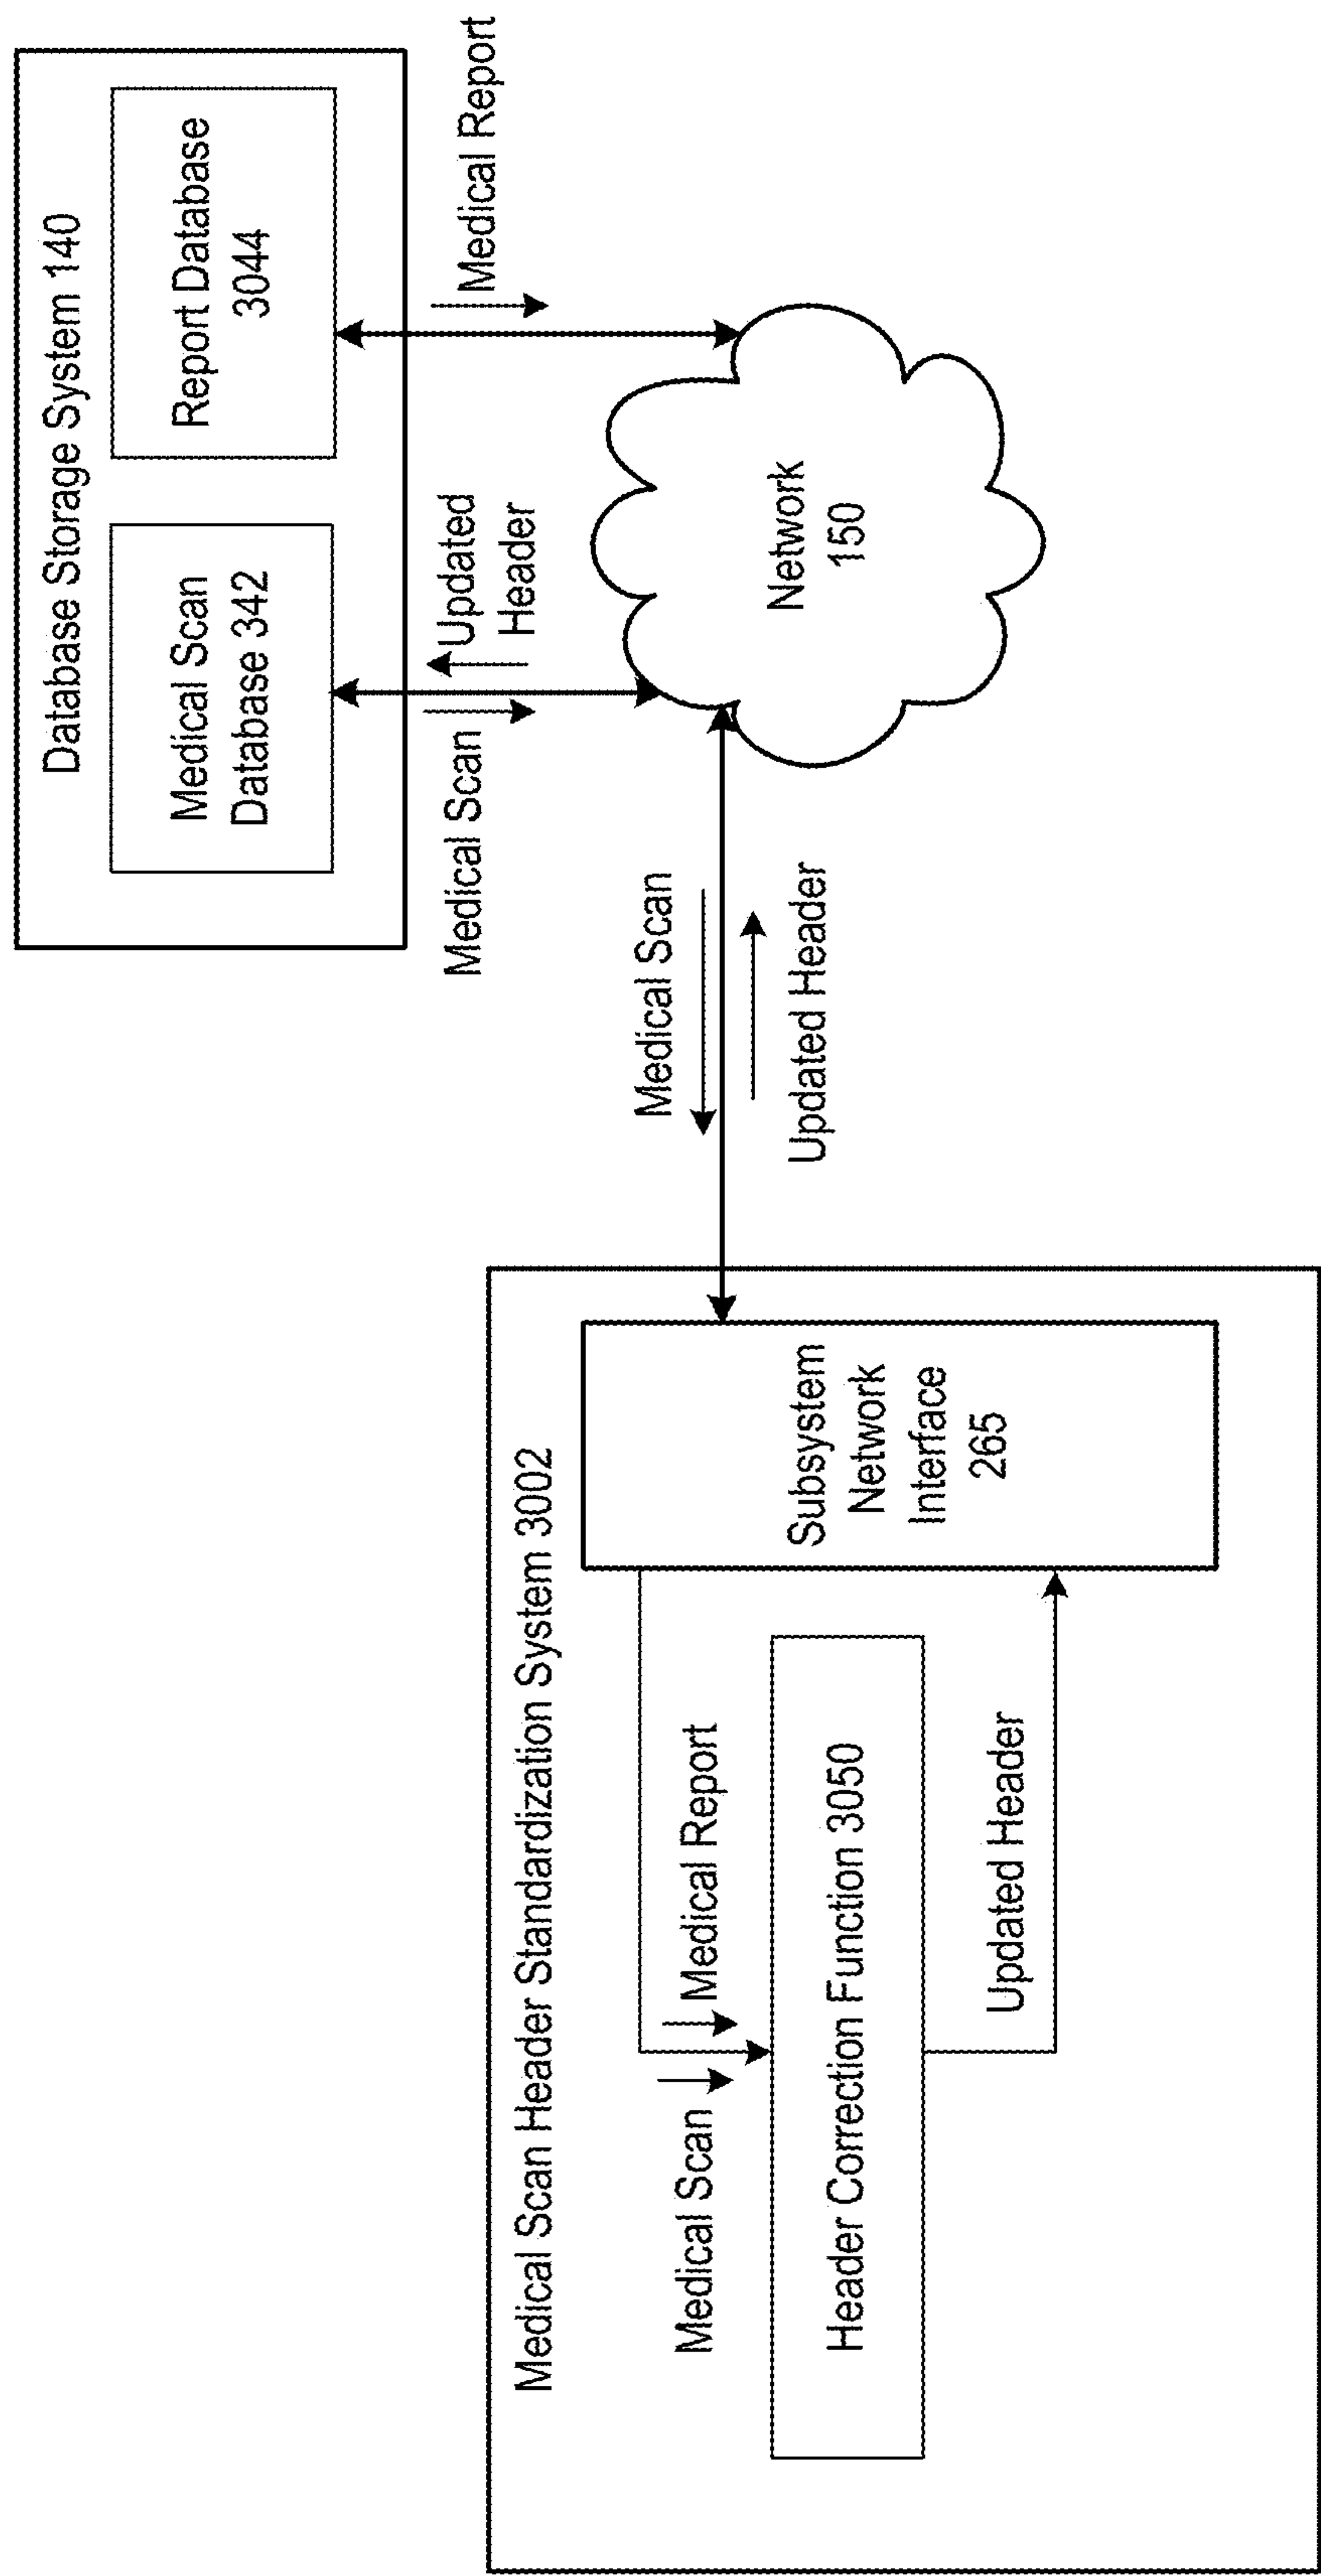 Database Storage System 140
Medical Scan
Database 342
Report Database
3044
Medical Scan
Updated
Header
Medical Report
Medical Scan
Updated Header
Network
150
Medical Scan Header Standardization System 3002
Medical Scan
Medical Report
Header Correction Function 3050
Updated Header
Subsystem
Network
Interface
265